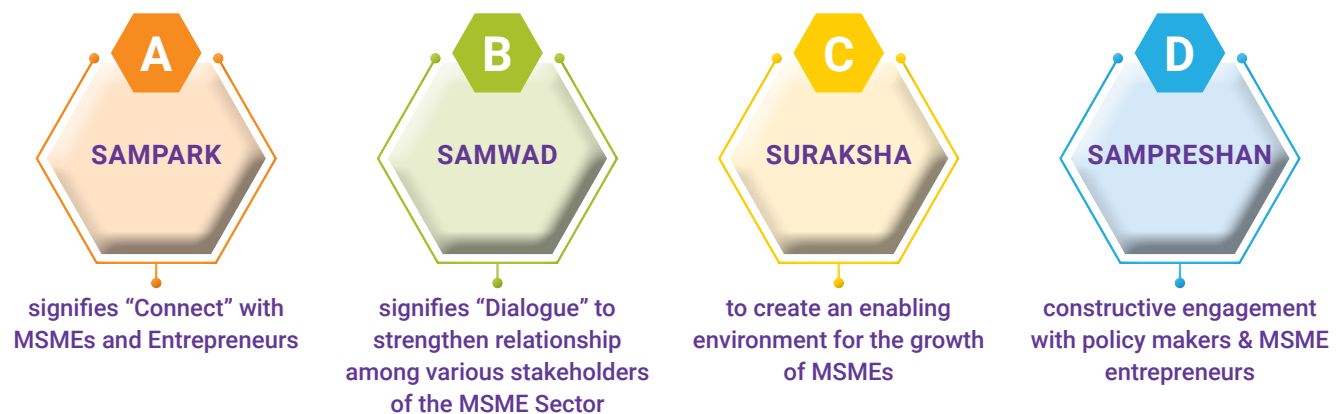 A
SAMPARK
signifies “Connect” with
MSMEs and Entrepreneurs
B
SAMWAD
signifies “Dialogue” to
strengthen relationship
among various stakeholders
of the MSME Sector
C
SURAKSHA
to create an enabling
environment for the growth
of MSMEs
D
SAMPRESHAN
constructive engagement
with policy makers & MSME
entrepreneurs